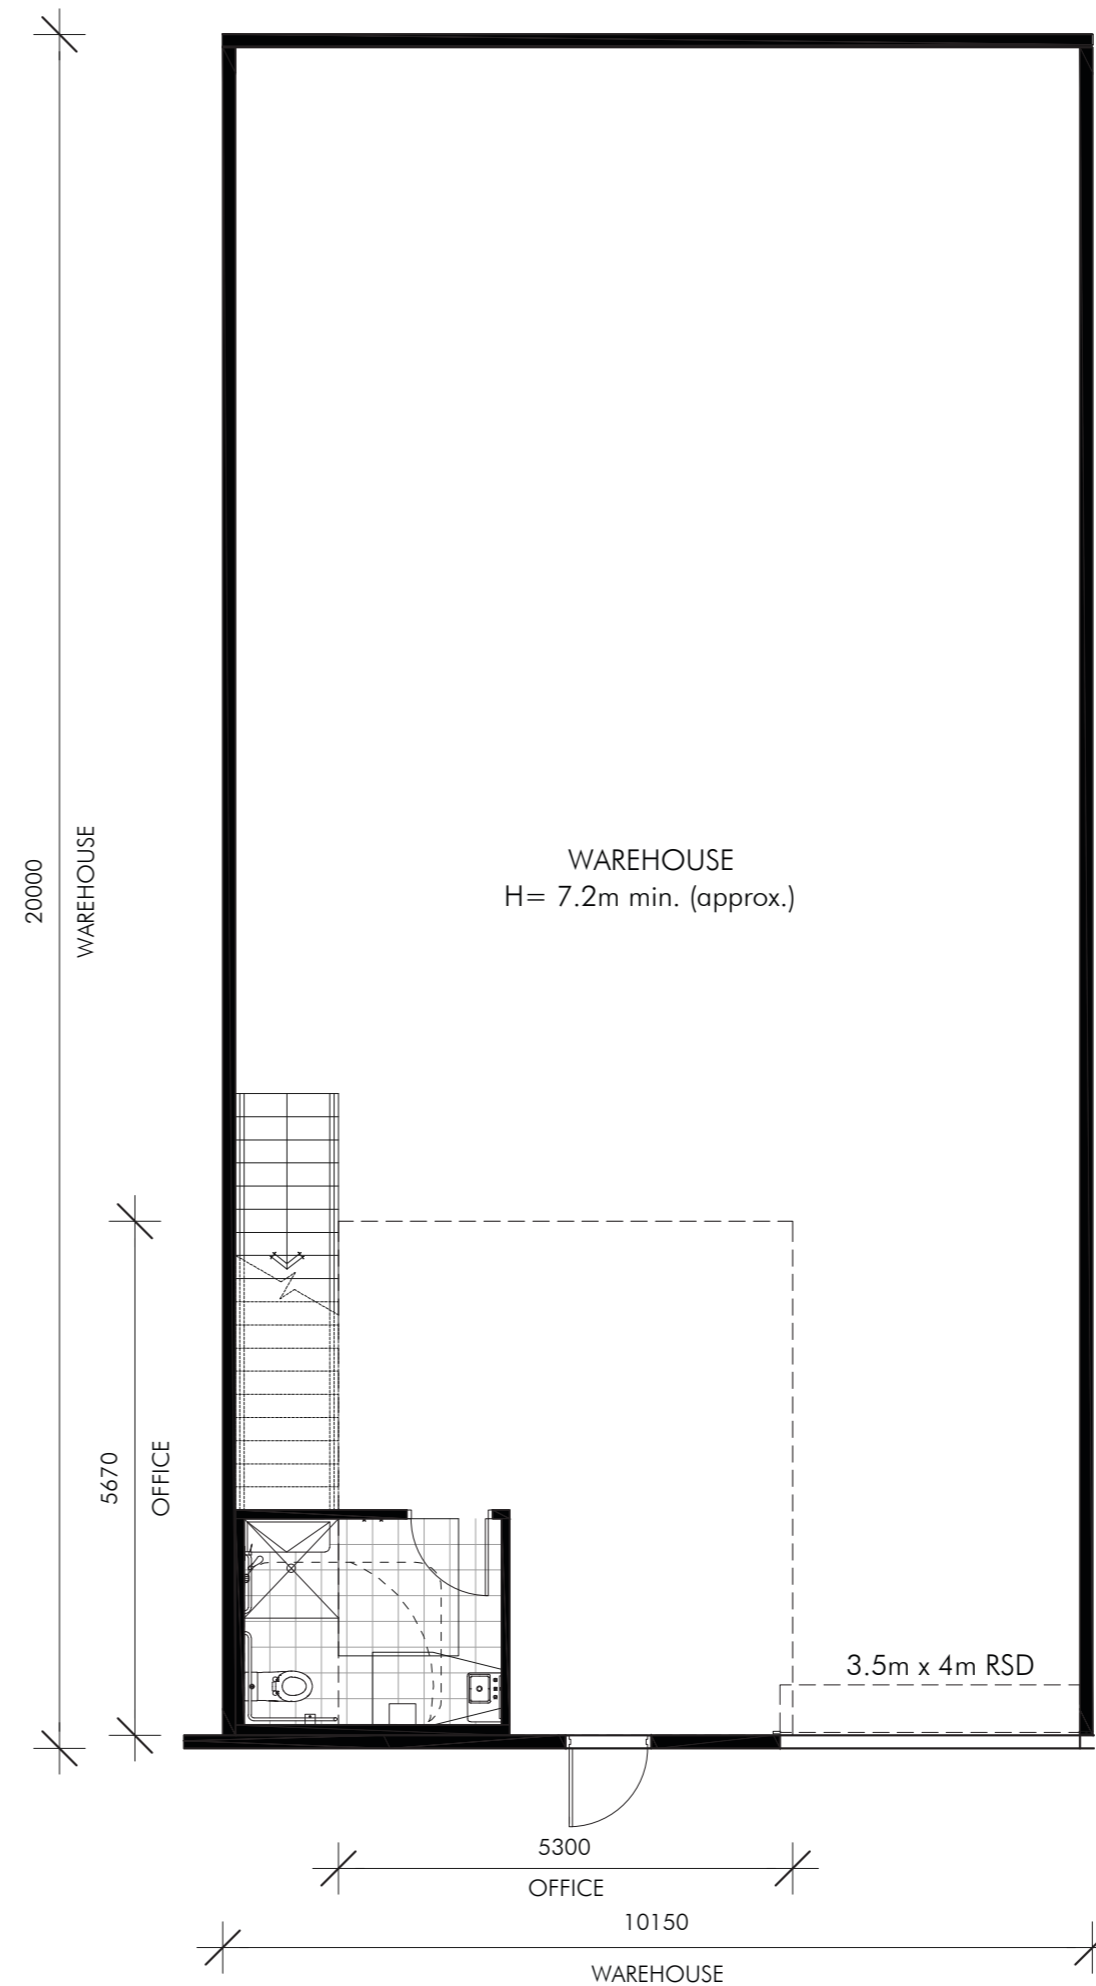 20000
WAREHOUSE
WAREHOUSE
H= 7.2m min. (approx.)
5670
OFFICE
3.5m x 4m RSD
5300
OFFICE
10150
WAREHOUSE